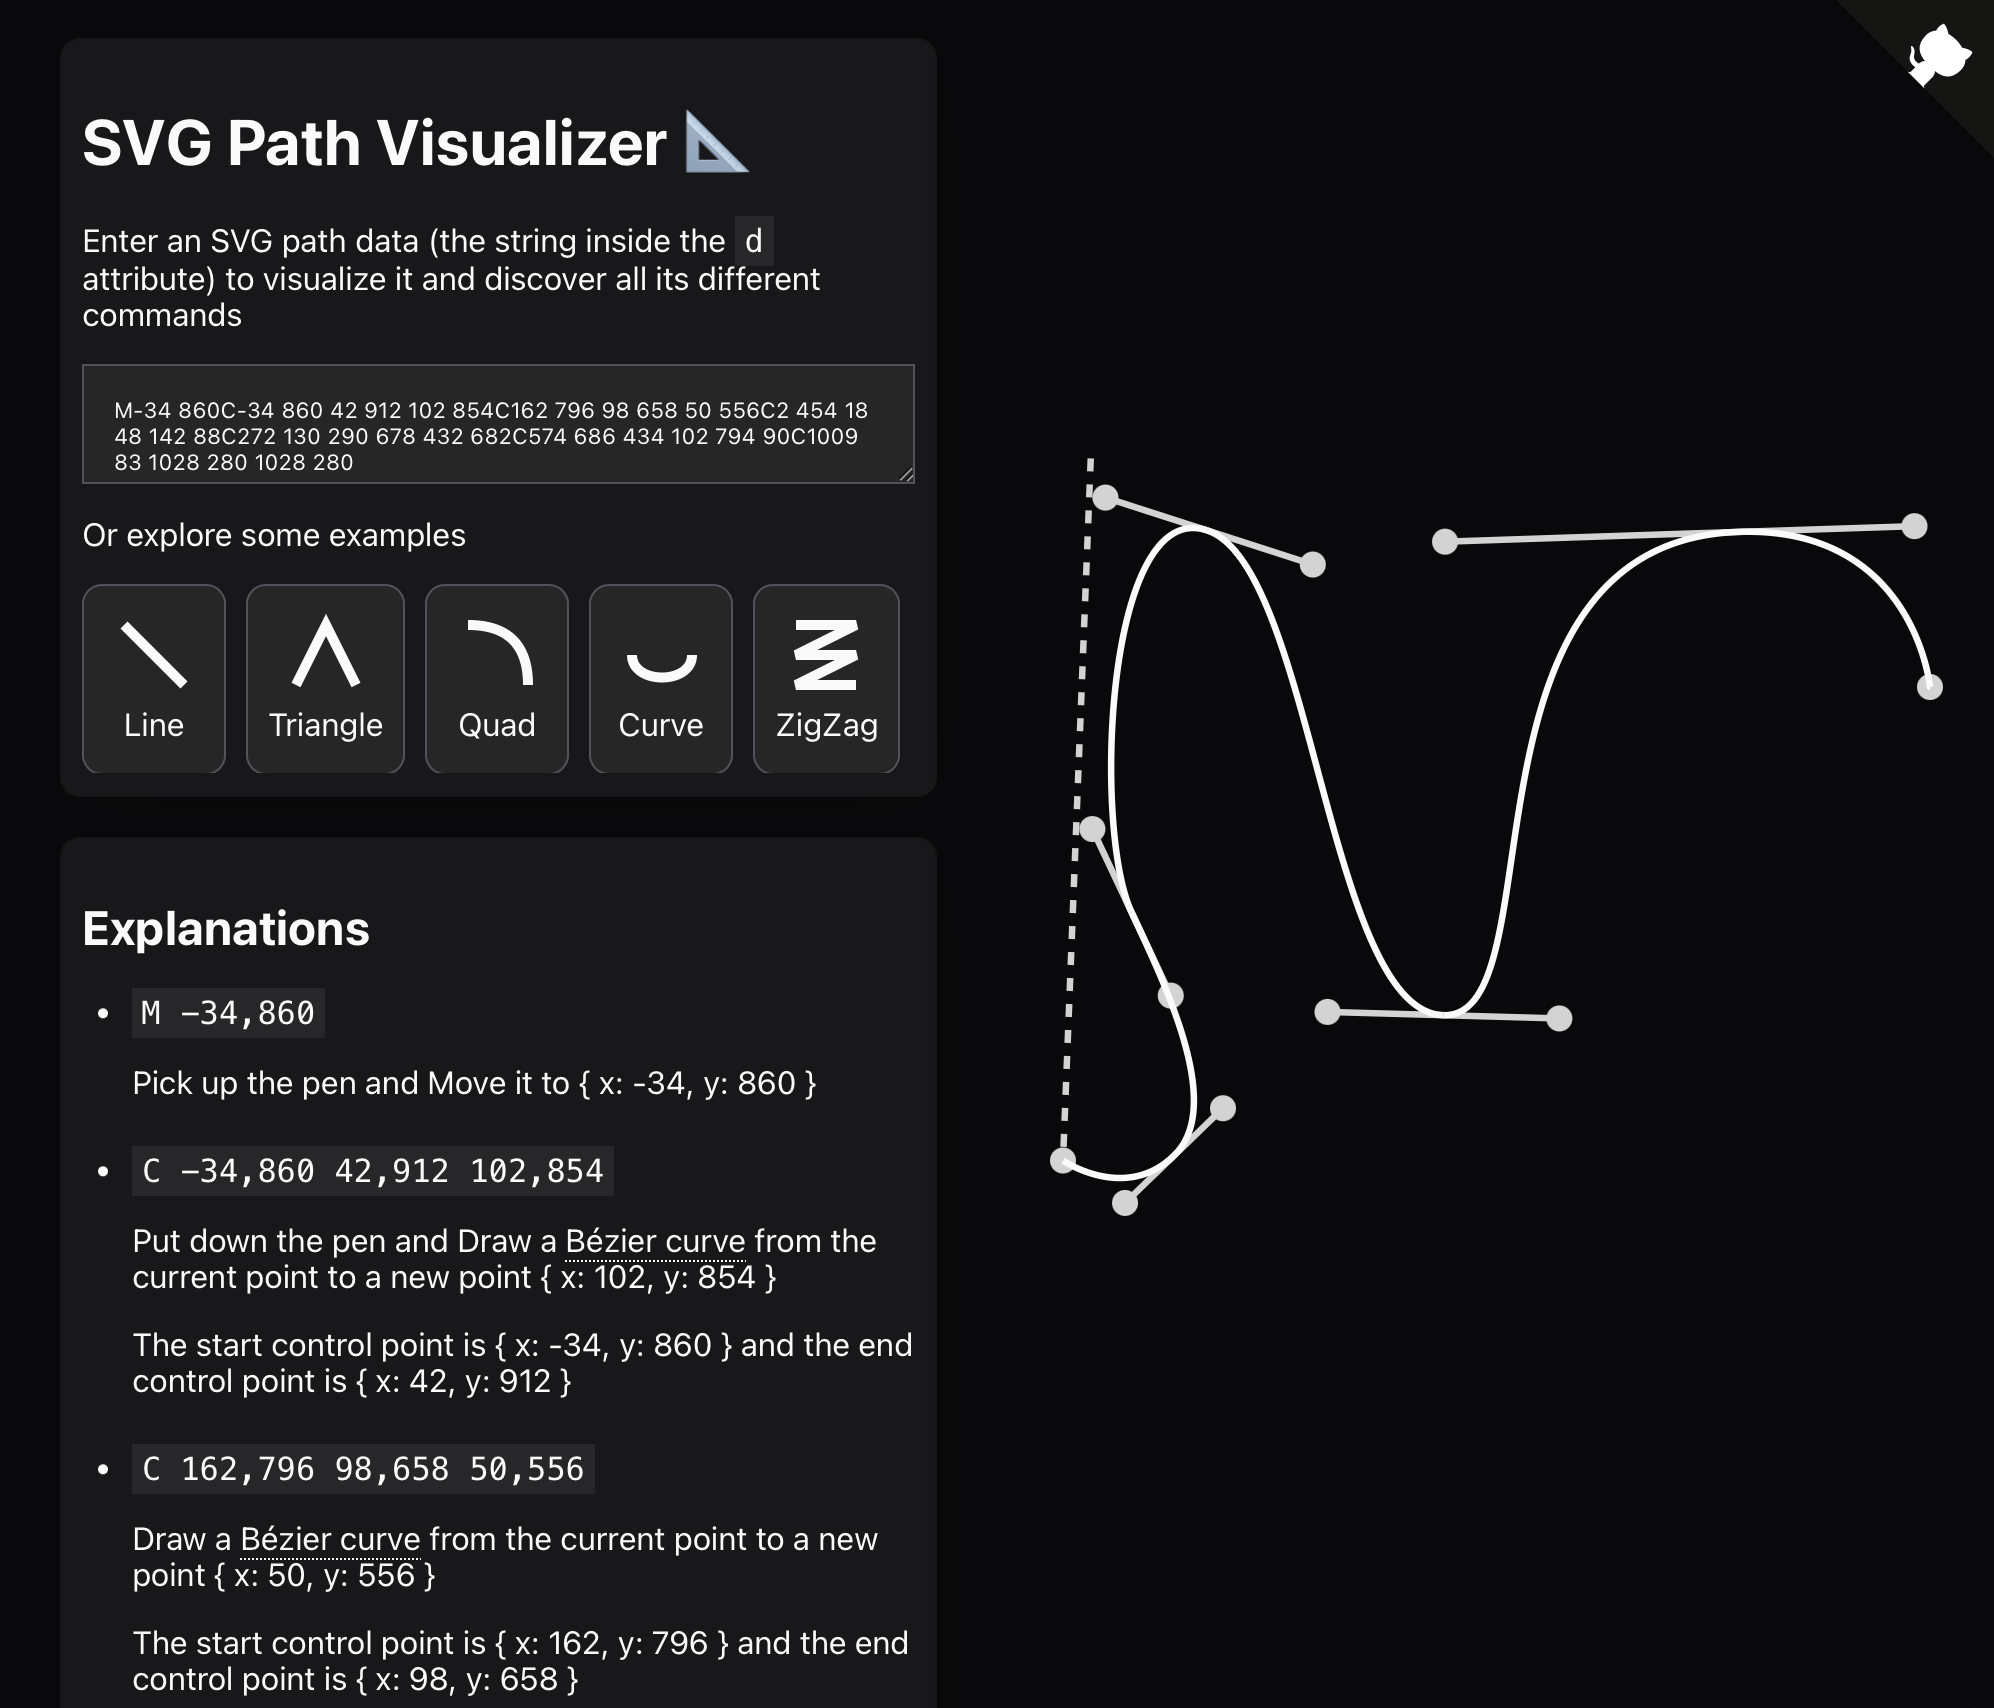 SVG Path Visualizer 📐
Enter an SVG path data (the string inside the d
attribute) to visualize it and discover all its different
commands
M-34 860C-34 860 42 912 102 854C162 796 98 658 50 556C2 454 18
48 142 88C272 130 290 678 432 682C574 686 434 102 794 90C1009
83 1028 280 1028 280
Or explore some examples
Line
Triangle
Quad
Curve
ZigZag
Explanations
• M −34,860
Pick up the pen and Move it to { x: -34, y: 860 }
• C −34,860 42,912 102,854
Put down the pen and Draw a Bézier curve from the
current point to a new point { x: 102, y: 854 }
The start control point is { x: -34, y: 860 } and the end
control point is { x: 42, y: 912 }
• C 162,796 98,658 50,556
Draw a Bézier curve from the current point to a new
point { x: 50, y: 556 }
The start control point is { x: 162, y: 796 } and the end
control point is { x: 98, y: 658 }